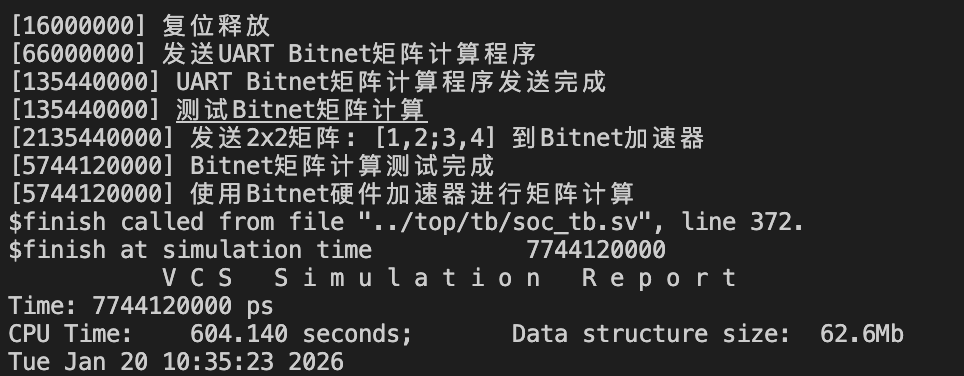 [16000000] 复位释放
[66000000] 发送UART Bitnet矩阵计算程序
[135440000] UART Bitnet矩阵计算程序发送完成
[135440000] 测试Bitnet矩阵计算
[2135440000] 发送2x2矩阵: [1,2;3,4] 到Bitnet加速器
[5744120000] Bitnet矩阵计算测试完成
[5744120000] 使用Bitnet硬件加速器进行矩阵计算
$finish called from file "../top/tb/soc_tb.sv", line 372.
$finish at simulation time           7744120000
           V C S   S i m u l a t i o n   R e p o r t
Time: 7744120000 ps
CPU Time:    604.140 seconds;       Data structure size:  62.6Mb
Tue Jan 20 10:35:23 2026